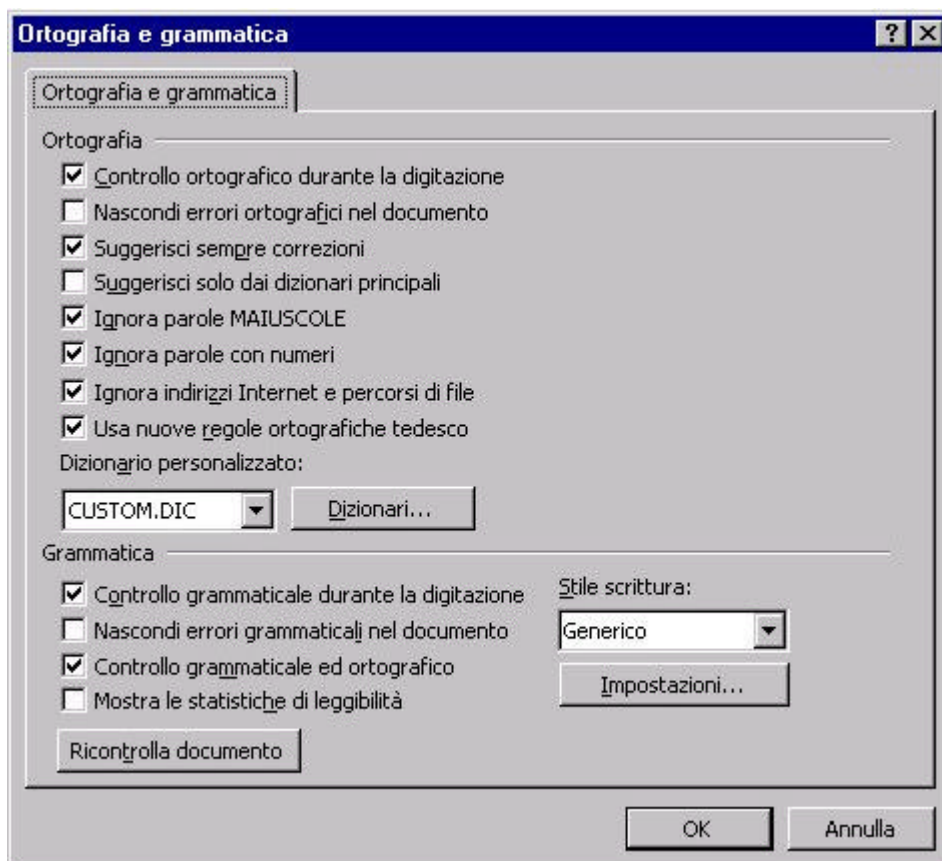 Ortografia e grammatica
Ortografia e grammatica
Ortografia
Controllo ortografico durante la digitazione
Nascondi errori ortografici nel documento
Suggerisci sempre correzioni
Suggerisci solo dai dizionari principali
Ignora parole MAIUSCOLE
Ignora parole con numeri
Ignora indirizzi Internet e percorsi di file
Usa nuove regole ortografiche tedesco
Dizionario personalizzato:
CUSTOM.DIC Dizionari...
Grammatica
Controllo grammaticale durante la digitazione
Nascondi errori grammaticali nel documento
Controllo grammaticale ed ortografico
Mostra le statistiche di leggibilità
Stile scrittura:
Generico
Impostazioni...
Ricontrolla documento
OK Annulla